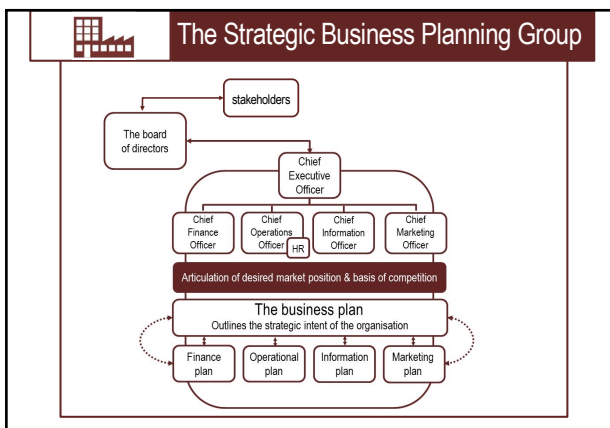 The Strategic Business Planning Group
stakeholders
The board
of directors
Chief
Executive
Officer
Chief
Finance
Officer
Chief
Operations
Officer
HR
Chief
Information
Officer
Chief
Marketing
Officer
Articulation of desired market position & basis of competition
The business plan
Outlines the strategic intent of the organisation
Finance
plan
Operational
plan
Information
plan
Marketing
plan